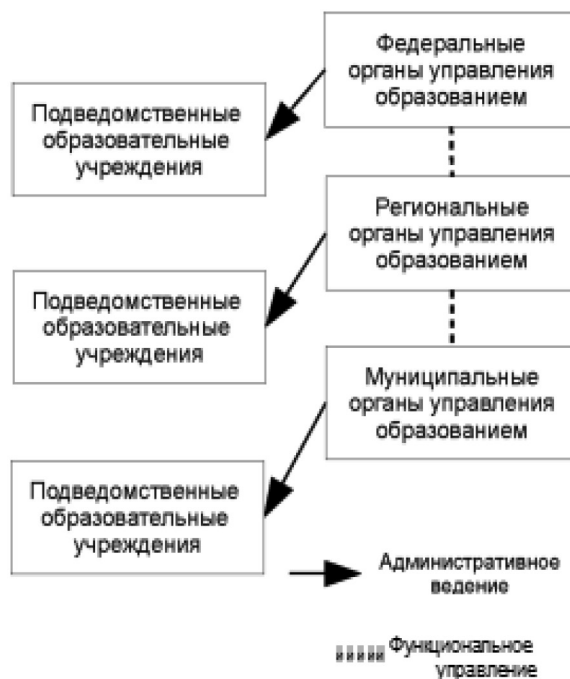 Федеральные
органы управления
образованием
Подведомственные
образовательные
учреждения
Региональные
органы управления
образованием
Подведомственные
образовательные
учреждения
Муниципальные
органы управления
образованием
Подведомственные
образовательные
учреждения
Административное
ведение
Функциональное
управление